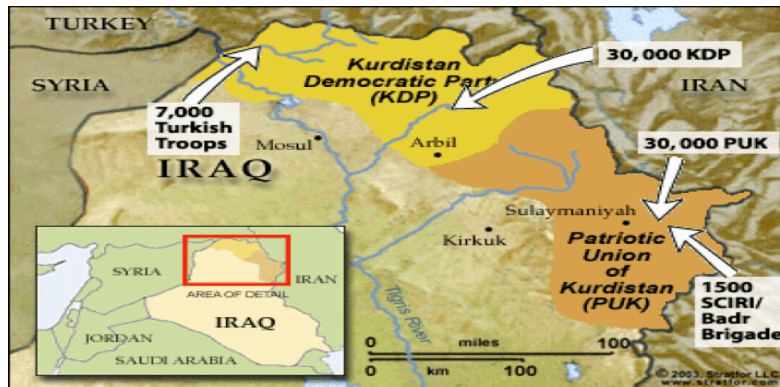 TURKEY
SYRIA
7,000
Turkish
Troops
Kurdistan
Democratic Part
(KDP)
30,000 KDP
IRAN
Mosul
Arbil
IRAQ
30,000 PUK
Sulaymaniyah
Kirkuk
Patriotic
Union
of
Kurdistan
(PUK)
1500
SCIRI/
Badr
Brigade
Tigris River
SYRIA
IRAN
AREA OF DETAIL
IRAQ
JORDAN
SAUDI ARABIA
0 miles 100
0 km 100
© 2003, Stratfor LLC
www.stratfor.com